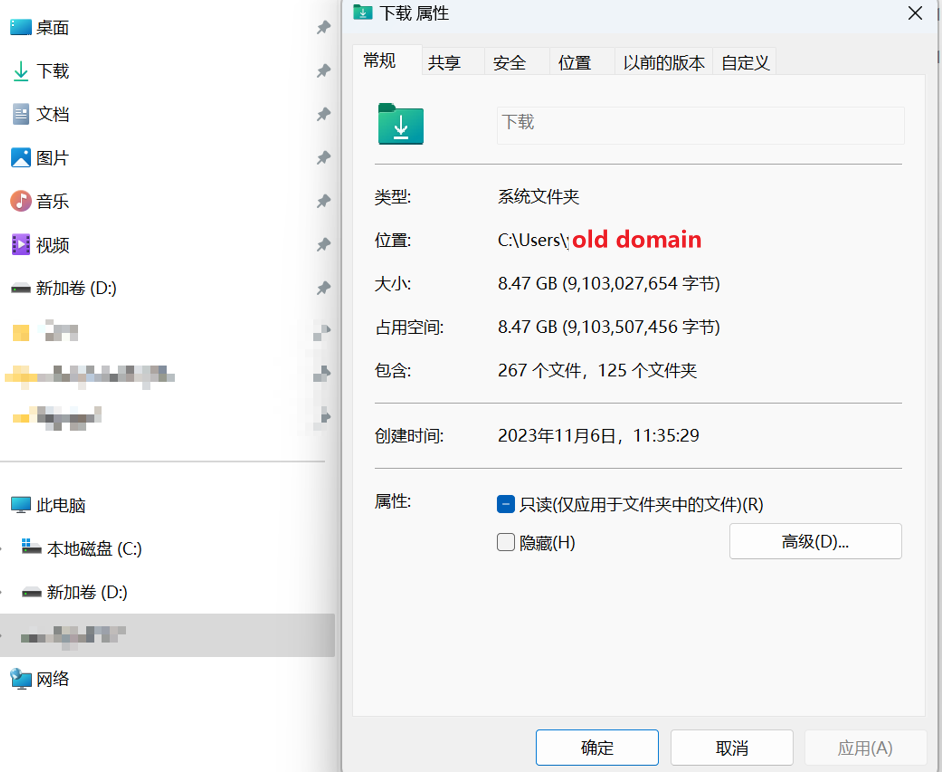 桌面
下载
文档
图片
音乐
视频
新加卷 (D:)
此电脑
本地磁盘 (C:)
新加卷 (D:)
网络
下载 属性
常规 共享 安全 位置 以前的版本 自定义
下载
类型: 系统文件夹
位置: C:\Users\ old domain
大小: 8.47 GB (9,103,027,654 字节)
占用空间: 8.47 GB (9,103,507,456 字节)
包含: 267 个文件，125 个文件夹
创建时间: 2023年11月6日，11:35:29
属性: 只读(仅应用于文件夹中的文件)(R)
隐藏(H) 高级(D)...
确定 取消 应用(A)